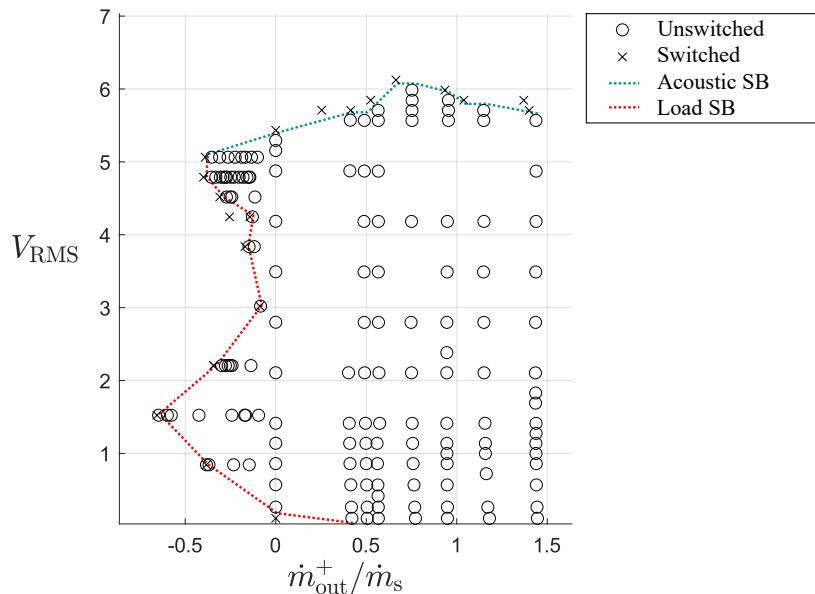 7
6
5
4
3
2
1
V_RMS
-0.5 0 0.5 1 1.5
ṁ⁺_out/ṁ_s
Unswitched
Switched
Acoustic SB
Load SB